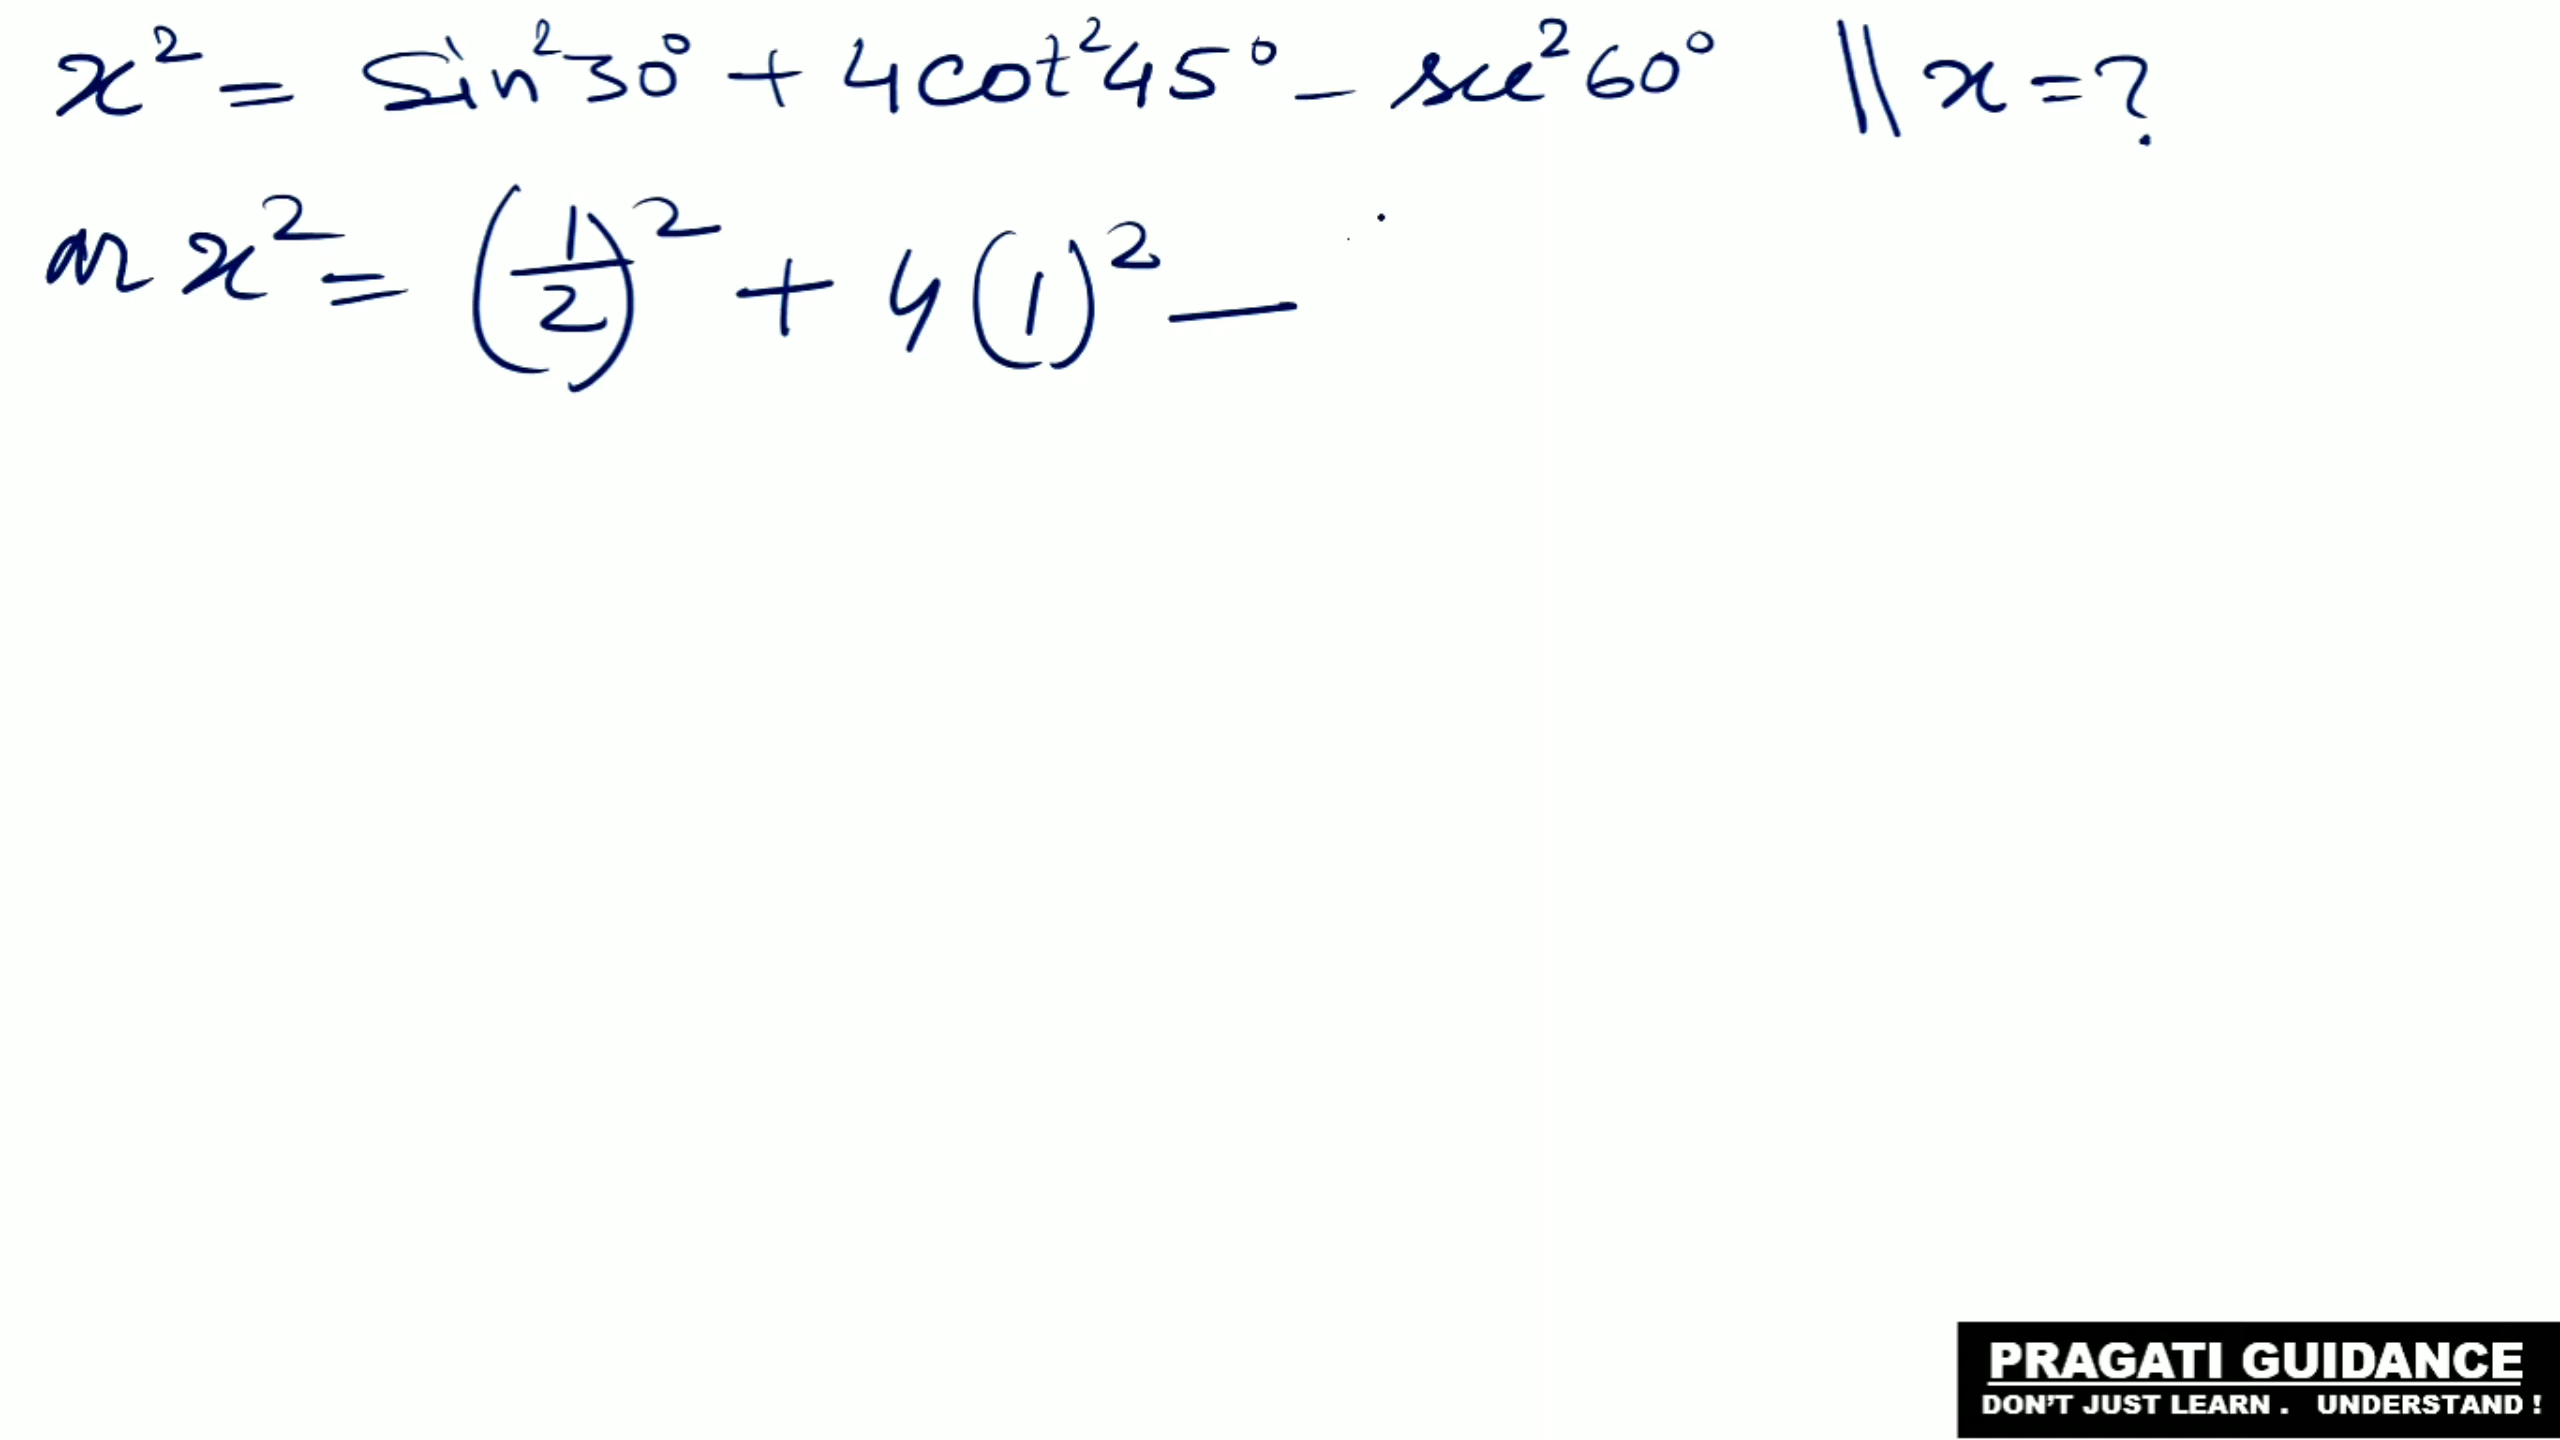 x² = Sin²30° + 4cot²45° - sec²60° || x = ?
or x² = (1/2)² + 4(1)² -
PRAGATI GUIDANCE
DON'T JUST LEARN . UNDERSTAND !